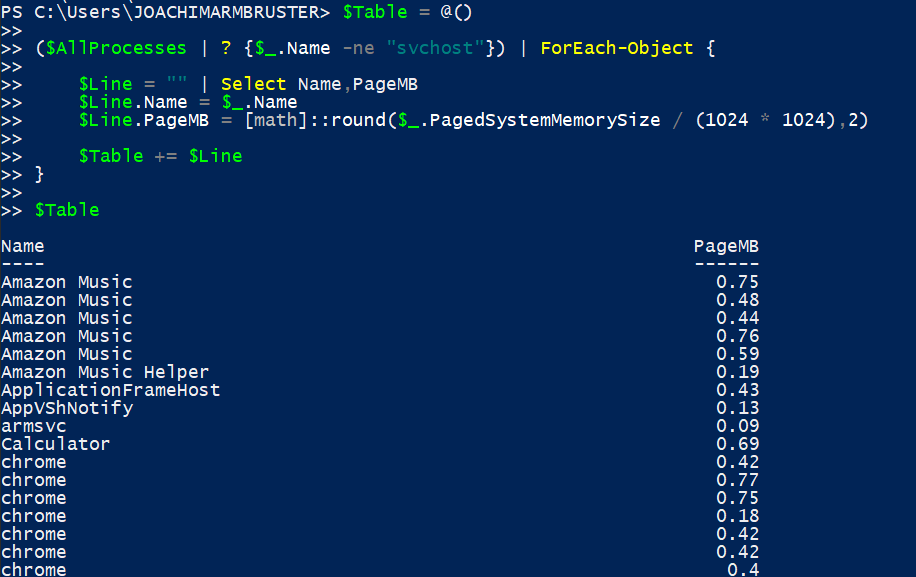 PS C:\Users\JOACHIMARMBRUSTER> $Table = @()
>>
>> ($AllProcesses | ? {$_.Name -ne "svchost"}) | ForEach-Object {
>>
>>     $Line = "" | Select Name,PageMB
>>     $Line.Name = $_.Name
>>     $Line.PageMB = [math]::round($_.PagedSystemMemorySize / (1024 * 1024),2)
>>
>>     $Table += $Line
>> }
>>
>> $Table
Name PageMB
---- ------
Amazon Music 0.75
Amazon Music 0.48
Amazon Music 0.44
Amazon Music 0.76
Amazon Music 0.59
Amazon Music Helper 0.19
ApplicationFrameHost 0.43
AppVShNotify 0.13
armsvc 0.09
Calculator 0.69
chrome 0.42
chrome 0.77
chrome 0.75
chrome 0.18
chrome 0.42
chrome 0.42
chrome 0.4